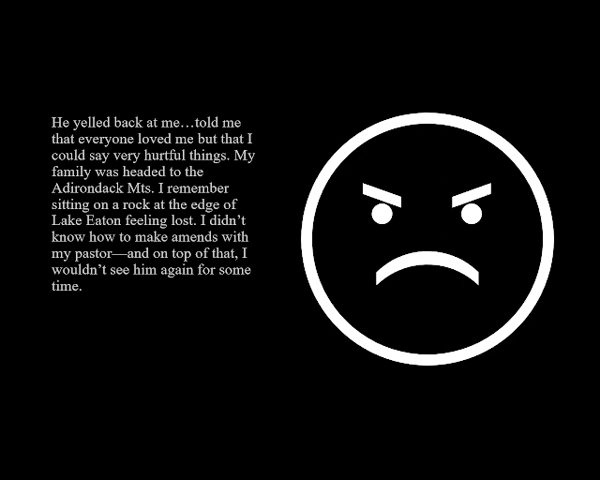 He yelled back at me…told me
that everyone loved me but that I
could say very hurtful things. My
family was headed to the
Adirondack Mts. I remember
sitting on a rock at the edge of
Lake Eaton feeling lost. I didn’t
know how to make amends with
my pastor—and on top of that, I
wouldn’t see him again for some
time.